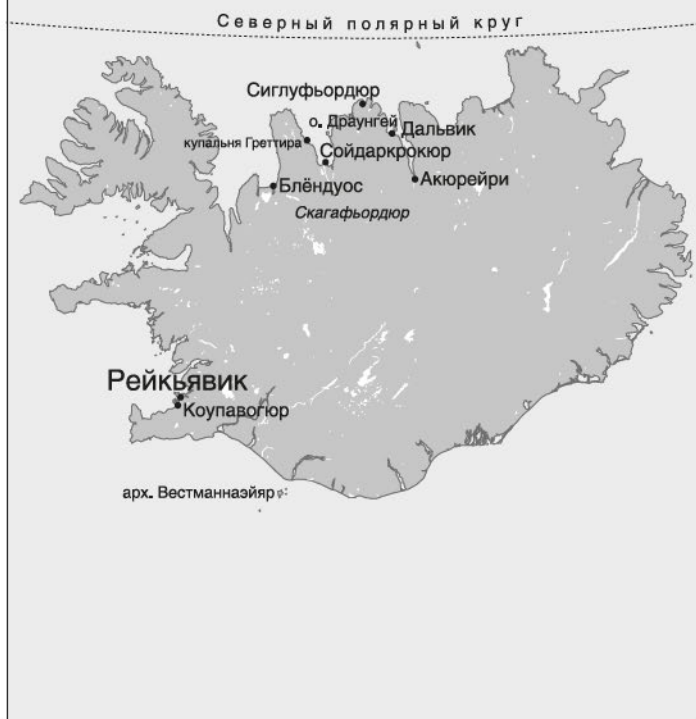 Северный полярный круг
Сиглуфьордюр
о. Драунгей
Дальвик
купальня Греттира
Сойдаркрокюр
Блёндуос
Акюрейри
Скагафьордюр
Рейкьявик
Коупавогюр
арх. Вестманнаэйяр